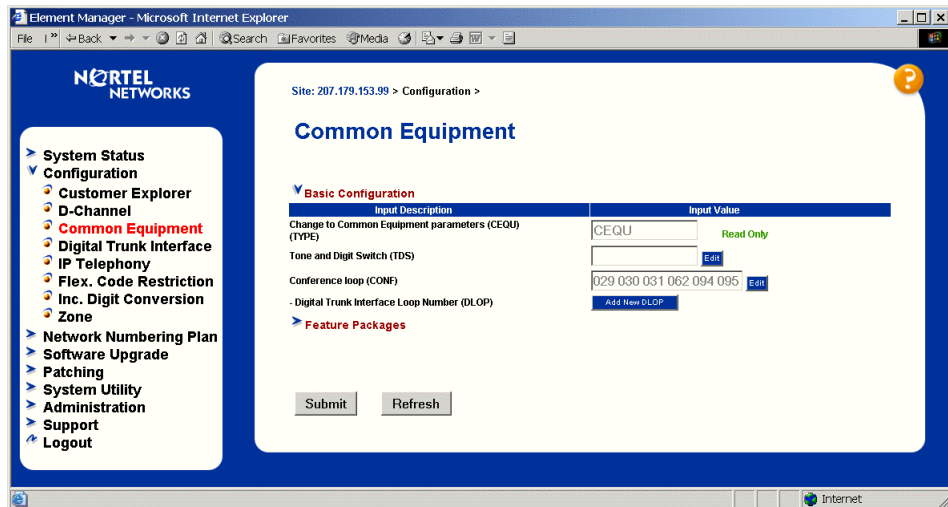 Element Manager - Microsoft Internet Explorer
File 1 » Back Search Favorites Media
NORTEL
NETWORKS
Site: 207.179.153.99 > Configuration >
?
Common Equipment
System Status
Configuration
Customer Explorer
D-Channel
Common Equipment
Digital Trunk Interface
IP Telephony
Flex. Code Restriction
Inc. Digit Conversion
Zone
Network Numbering Plan
Software Upgrade
Patching
System Utility
Administration
Support
Logout
Basic Configuration
Input Description Input Value
Change to Common Equipment parameters (CEQU)
(TYPE) CEQU Read Only
Tone and Digit Switch (TDS) Edit
Conference loop (CONF) 029 030 031 062 094 095 Edit
- Digital Trunk Interface Loop Number (DLOP) Add New DLOP
Feature Packages
Submit Refresh
Internet